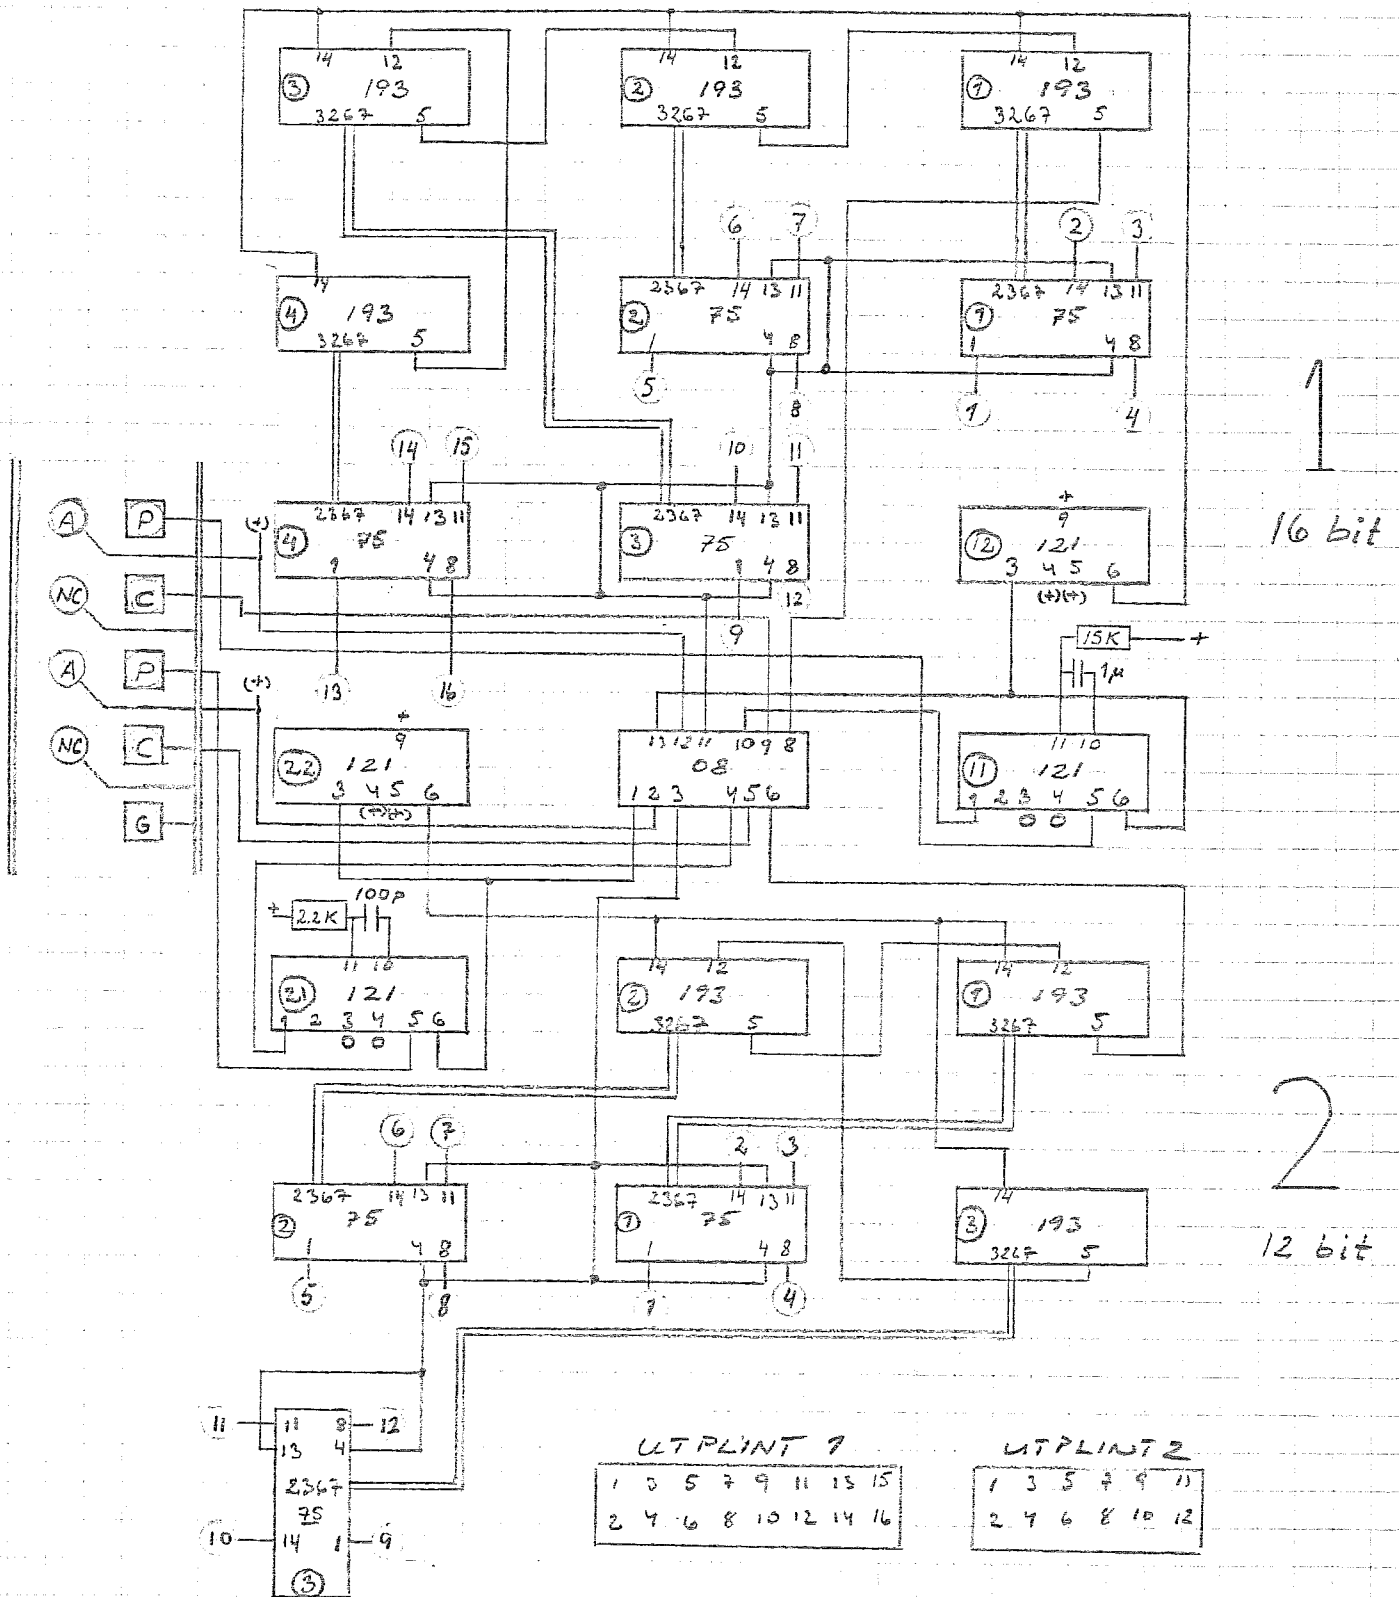 14 12
③ 193
3267 5
14 12
② 193
3267 5
14 12
① 193
3267 5
6 7 2 3
14
④ 193
3267 5
2367 14 13 11
② 75
1 4 8
2367 14 13 11
① 75
1 4 8
5 8 1 4
1
16 bit
14 15 10 11
A P (+)
NC C
A P (+)
NC C
G
2367 14 13 11
④ 75
1 4 8
2367 14 13 11
③ 75
1 4 8
+
9
⑫ 121
3 4 5 6
(+)(+)
12
9
13 16
15K +
1µ
+
9
㉒ 121
3 4 5 6
(+)(+)
13 12 11 10 9 8
08
1 2 3 4 5 6
11 10
⑪ 121
1 2 3 4 5 6
0 0
+ 2.2K 100p
11 10
㉑ 121
1 2 3 4 5 6
0 0
14 12
② 193
3267 5
14 12
① 193
3267 5
2
12 bit
6 7 2 3
2367 14 13 11
② 75
1 4 8
2367 14 13 11
① 75
1 4 8
14
③ 193
3267 5
5 8 1 4
11 11 8 12
13 4
2367
75
10 14 1 9
③
UTPLINT 1
1 3 5 7 9 11 13 15
2 4 6 8 10 12 14 16
UTPLINT 2
1 3 5 7 9 11
2 4 6 8 10 12